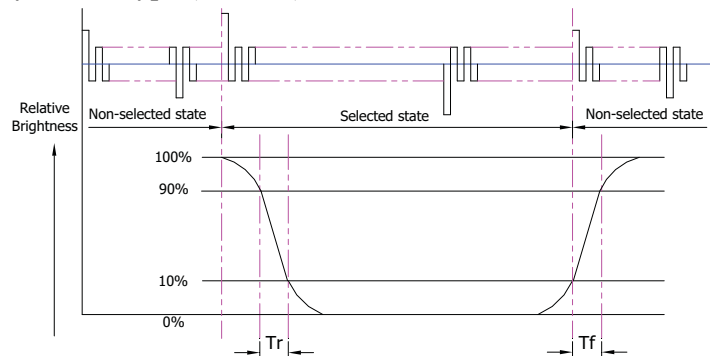 Relative
Brightness
Non-selected state
Selected state
Non-selected state
100%
90%
10%
0%
Tr
Tf